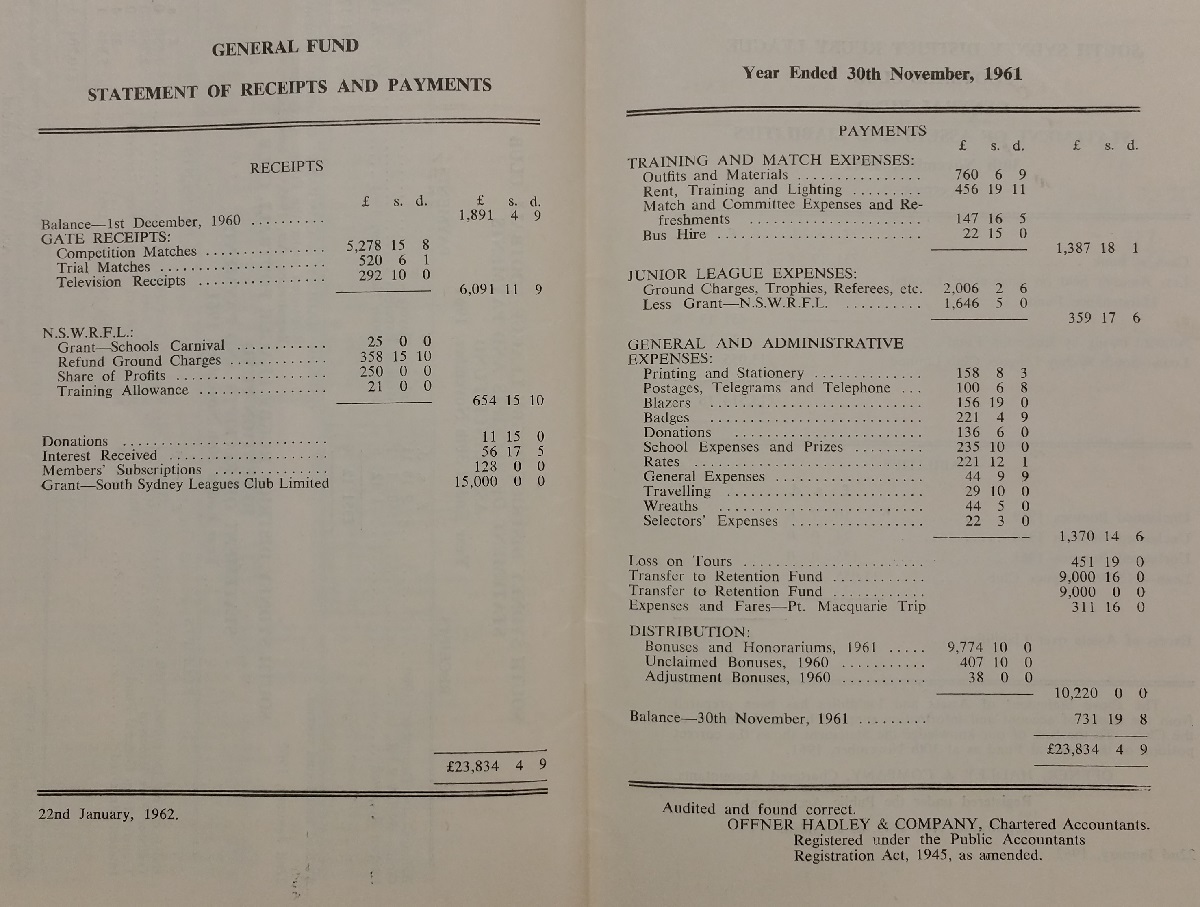 GENERAL FUND
STATEMENT OF RECEIPTS AND PAYMENTS
RECEIPTS
£ s. d. £ s. d.
Balance—1st December, 1960 .......... 1,891 4 9
GATE RECEIPTS:
Competition Matches ................ 5,278 15 8
Trial Matches ...................... 520 6 1
Television Receipts ................. 292 10 0
6,091 11 9
N.S.W.R.F.L.:
Grant—Schools Carnival ............ 25 0 0
Refund Ground Charges ............. 358 15 10
Share of Profits .................... 250 0 0
Training Allowance ................. 21 0 0
654 15 10
Donations ........................... 11 15 0
Interest Received ..................... 56 17 5
Members' Subscriptions ............... 128 0 0
Grant—South Sydney Leagues Club Limited 15,000 0 0
£23,834 4 9
22nd January, 1962.
Year Ended 30th November, 1961
PAYMENTS
£ s. d. £ s. d.
TRAINING AND MATCH EXPENSES:
Outfits and Materials ................ 760 6 9
Rent, Training and Lighting ......... 456 19 11
Match and Committee Expenses and Re-
freshments ...................... 147 16 5
Bus Hire .......................... 22 15 0
1,387 18 1
JUNIOR LEAGUE EXPENSES:
Ground Charges, Trophies, Referees, etc. 2,006 2 6
Less Grant—N.S.W.R.F.L. .......... 1,646 5 0
359 17 6
GENERAL AND ADMINISTRATIVE
EXPENSES:
Printing and Stationery .............. 158 8 3
Postages, Telegrams and Telephone ... 100 6 8
Blazers ........................... 156 19 0
Badges ........................... 221 4 9
Donations ........................ 136 6 0
School Expenses and Prizes ......... 235 10 0
Rates ............................. 221 12 1
General Expenses ................... 44 9 9
Travelling ......................... 29 10 0
Wreaths .......................... 44 5 0
Selectors' Expenses ................. 22 3 0
1,370 14 6
Loss on Tours ....................... 451 19 0
Transfer to Retention Fund ............ 9,000 16 0
Transfer to Retention Fund ............ 9,000 0 0
Expenses and Fares—Pt. Macquarie Trip 311 16 0
DISTRIBUTION:
Bonuses and Honorariums, 1961 ..... 9,774 10 0
Unclaimed Bonuses, 1960 ........... 407 10 0
Adjustment Bonuses, 1960 ........... 38 0 0
10,220 0 0
Balance—30th November, 1961 ......... 731 19 8
£23,834 4 9
Audited and found correct.
OFFNER HADLEY & COMPANY, Chartered Accountants.
Registered under the Public Accountants
Registration Act, 1945, as amended.